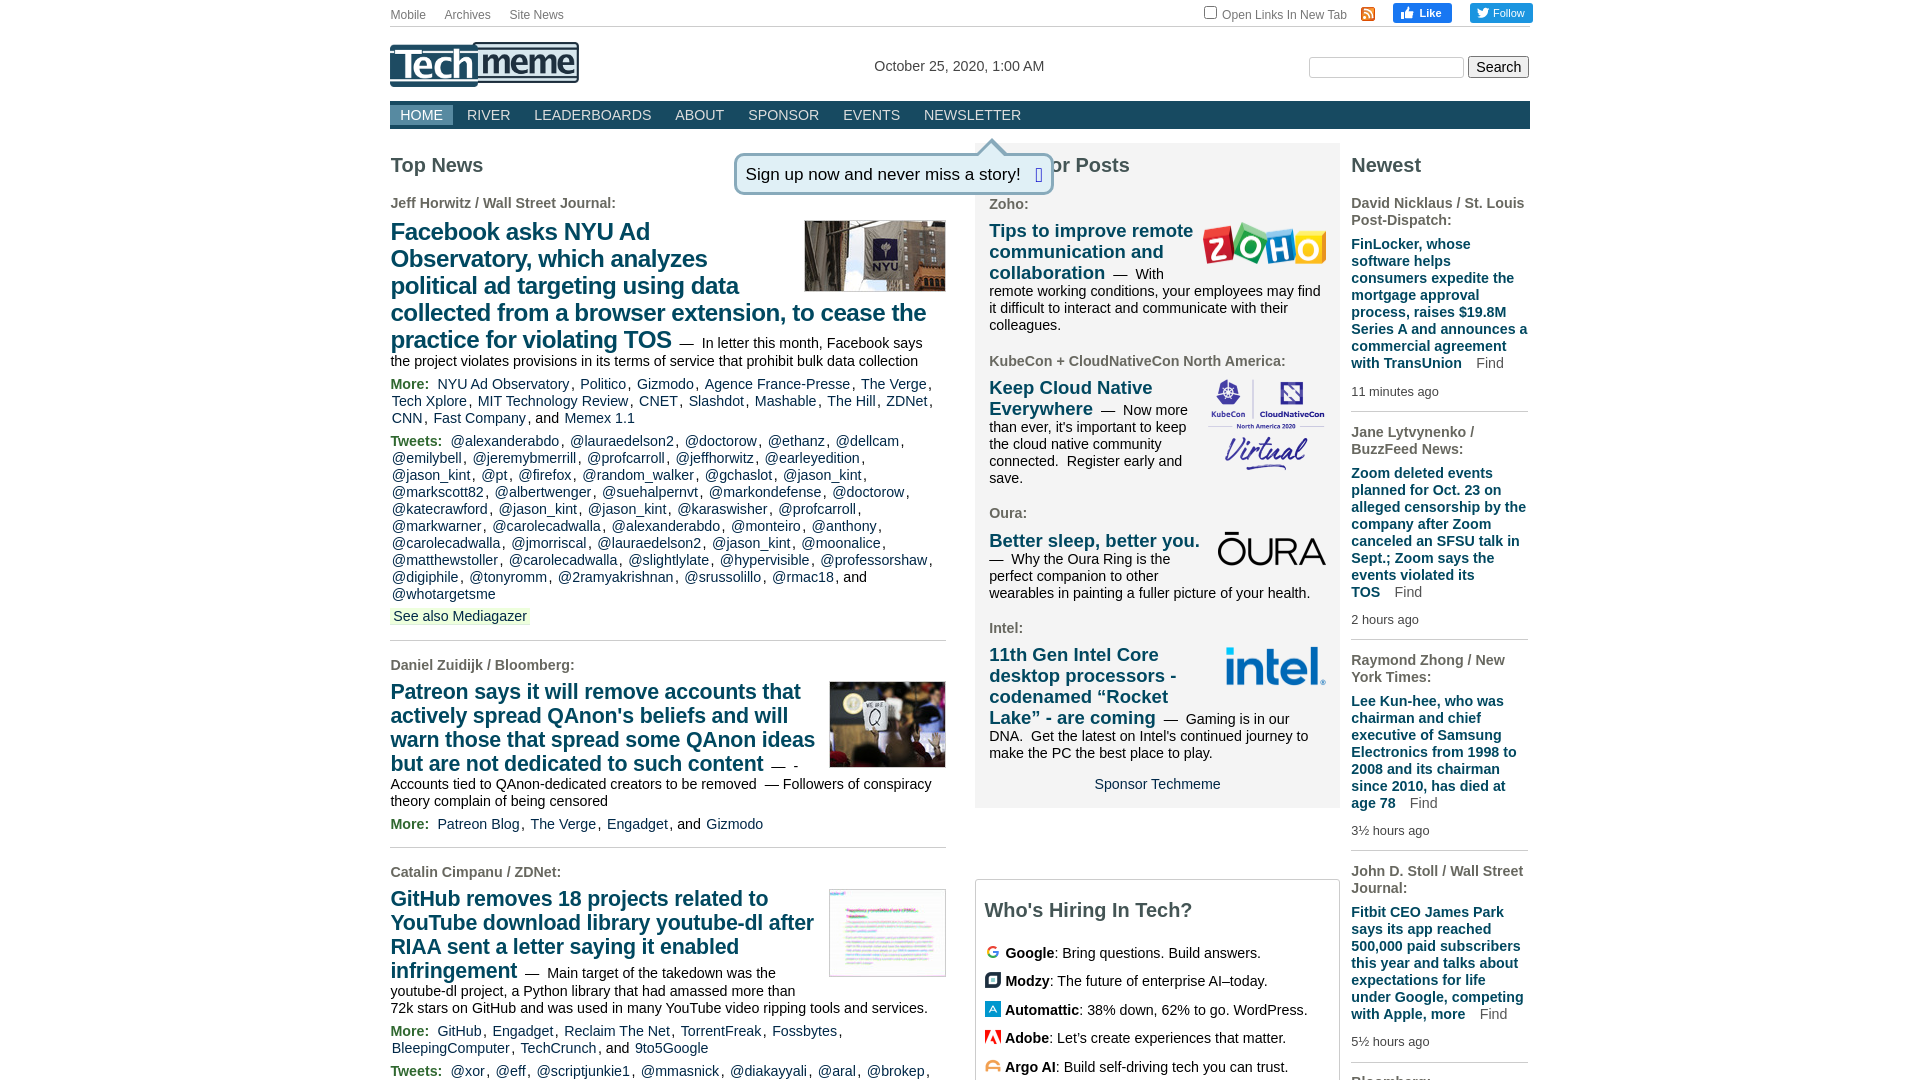 Mobile Archives Site News
Open Links In New Tab
Like
Follow
Techmeme
October 25, 2020, 1:00 AM
Search
HOME RIVER LEADERBOARDS ABOUT SPONSOR EVENTS NEWSLETTER
Sign up now and never miss a story!
Top News
Jeff Horwitz / Wall Street Journal:
Facebook asks NYU Ad
Observatory, which analyzes
political ad targeting using data
collected from a browser extension, to cease the
practice for violating TOS — In letter this month, Facebook says
the project violates provisions in its terms of service that prohibit bulk data collection
NYU
More: NYU Ad Observatory, Politico, Gizmodo, Agence France-Presse, The Verge,
Tech Xplore, MIT Technology Review, CNET, Slashdot, Mashable, The Hill, ZDNet,
CNN, Fast Company, and Memex 1.1
Tweets: @alexanderabdo, @lauraedelson2, @doctorow, @ethanz, @dellcam,
@emilybell, @jeremybmerrill, @profcarroll, @jeffhorwitz, @earleyedition,
@jason_kint, @pt, @firefox, @random_walker, @gchaslot, @jason_kint,
@markscott82, @albertwenger, @suehalpernvt, @markondefense, @doctorow,
@katecrawford, @jason_kint, @jason_kint, @karaswisher, @profcarroll,
@markwarner, @carolecadwalla, @alexanderabdo, @monteiro, @anthony,
@carolecadwalla, @jmorriscal, @lauraedelson2, @jason_kint, @moonalice,
@matthewstoller, @carolecadwalla, @slightlylate, @hypervisible, @professorshaw,
@digiphile, @tonyromm, @2ramyakrishnan, @srussolillo, @rmac18, and
@whotargetsme
See also Mediagazer
Daniel Zuidijk / Bloomberg:
Patreon says it will remove accounts that
actively spread QAnon's beliefs and will
warn those that spread some QAnon ideas
but are not dedicated to such content — -
Accounts tied to QAnon-dedicated creators to be removed — Followers of conspiracy
theory complain of being censored
WE ARE
Q
More: Patreon Blog, The Verge, Engadget, and Gizmodo
Catalin Cimpanu / ZDNet:
GitHub removes 18 projects related to
YouTube download library youtube-dl after
RIAA sent a letter saying it enabled
infringement — Main target of the takedown was the
youtube-dl project, a Python library that had amassed more than
72k stars on GitHub and was used in many YouTube video ripping tools and services.
More: GitHub, Engadget, Reclaim The Net, TorrentFreak, Fossbytes,
BleepingComputer, TechCrunch, and 9to5Google
Tweets: @xor, @eff, @scriptjunkie1, @mmasnick, @diakayyali, @aral, @brokep,
or Posts
Zoho:
Tips to improve remote
communication and
collaboration — With
remote working conditions, your employees may find
it difficult to interact and communicate with their
colleagues.
ZOHO
KubeCon + CloudNativeCon North America:
Keep Cloud Native
Everywhere — Now more
than ever, it's important to keep
the cloud native community
connected. Register early and
save.
KubeCon CloudNativeCon
North America 2020
Virtual
Oura:
Better sleep, better you.
— Why the Oura Ring is the
perfect companion to other
wearables in painting a fuller picture of your health.
ŌURA
Intel:
11th Gen Intel Core
desktop processors -
codenamed “Rocket
Lake” - are coming — Gaming is in our
DNA. Get the latest on Intel's continued journey to
make the PC the best place to play.
intel®
Sponsor Techmeme
Who's Hiring In Tech?
Google: Bring questions. Build answers.
Modzy: The future of enterprise AI–today.
Automattic: 38% down, 62% to go. WordPress.
Adobe: Let’s create experiences that matter.
Argo AI: Build self-driving tech you can trust.
Newest
David Nicklaus / St. Louis
Post-Dispatch:
FinLocker, whose
software helps
consumers expedite the
mortgage approval
process, raises $19.8M
Series A and announces a
commercial agreement
with TransUnion Find
11 minutes ago
Jane Lytvynenko /
BuzzFeed News:
Zoom deleted events
planned for Oct. 23 on
alleged censorship by the
company after Zoom
canceled an SFSU talk in
Sept.; Zoom says the
events violated its
TOS Find
2 hours ago
Raymond Zhong / New
York Times:
Lee Kun-hee, who was
chairman and chief
executive of Samsung
Electronics from 1998 to
2008 and its chairman
since 2010, has died at
age 78 Find
3½ hours ago
John D. Stoll / Wall Street
Journal:
Fitbit CEO James Park
says its app reached
500,000 paid subscribers
this year and talks about
expectations for life
under Google, competing
with Apple, more Find
5½ hours ago
Bloomberg: